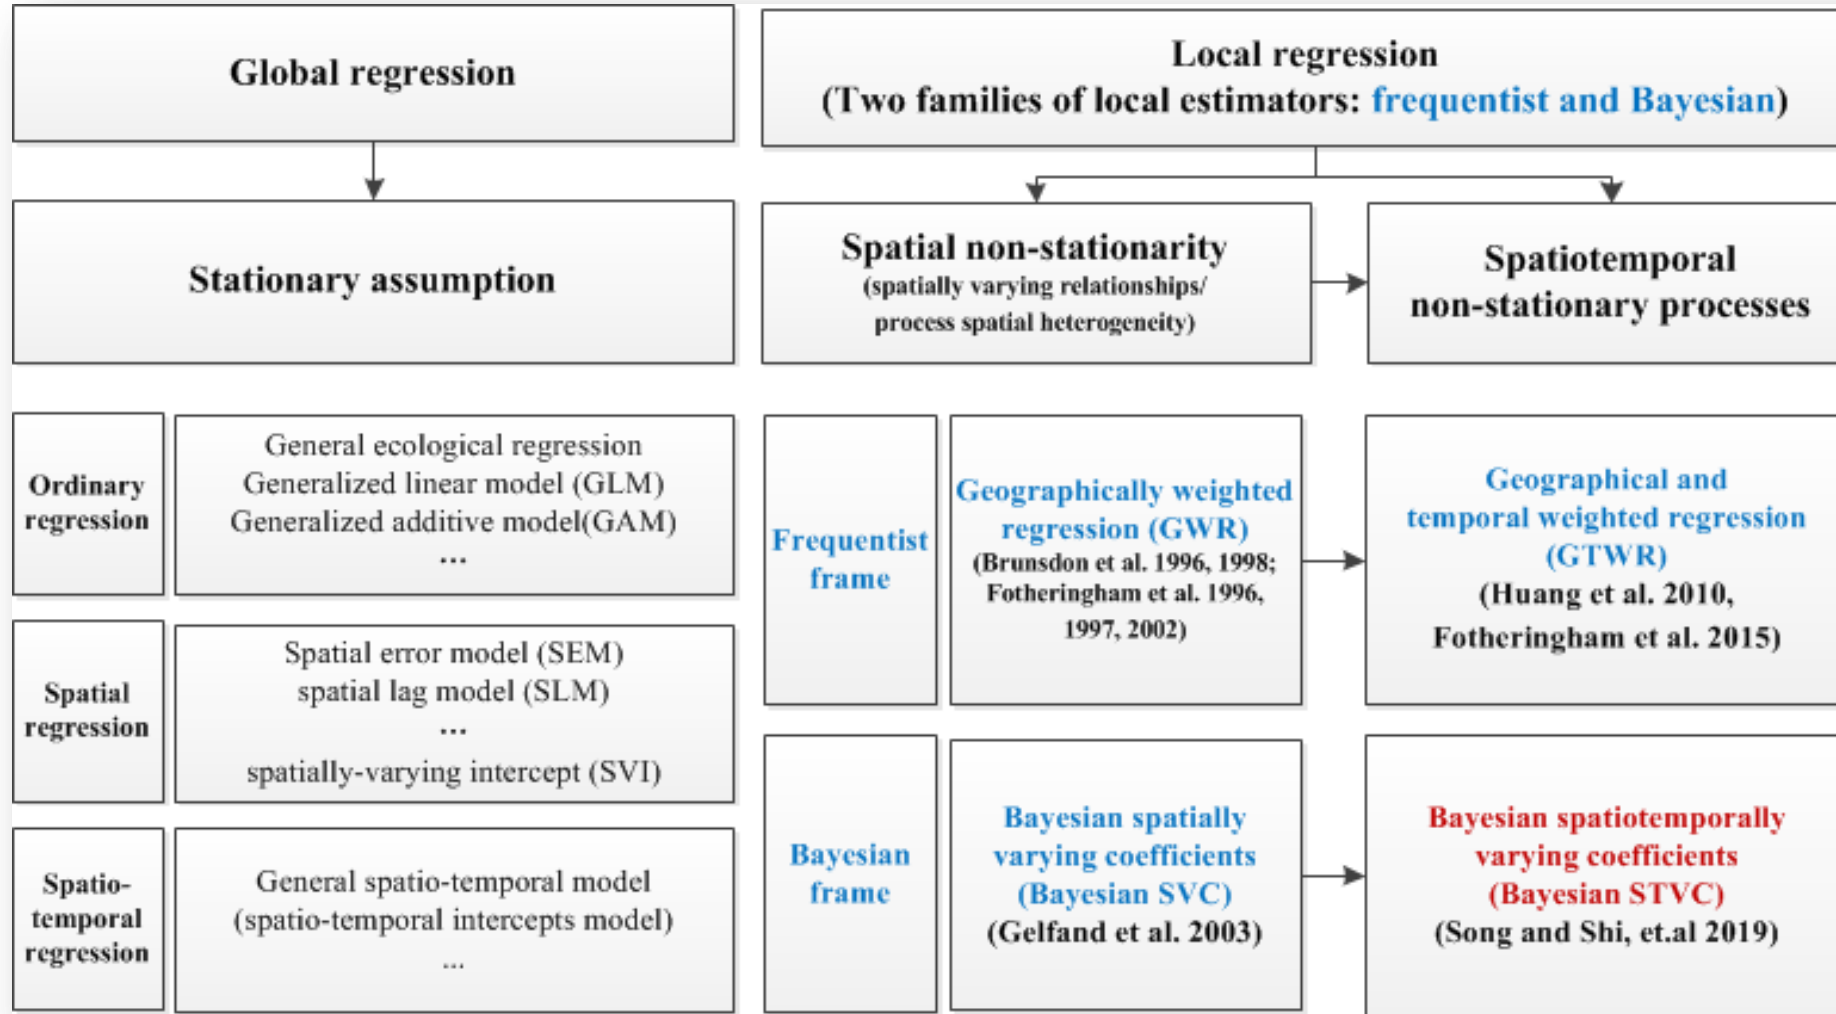 Global regression
Local regression
(Two families of local estimators: frequentist and Bayesian)
Stationary assumption
Spatial non-stationarity
(spatially varying relationships/
process spatial heterogeneity)
Spatiotemporal
non-stationary processes
Ordinary
regression
General ecological regression
Generalized linear model (GLM)
Generalized additive model(GAM)
...
Spatial
regression
Spatial error model (SEM)
spatial lag model (SLM)
...
spatially-varying intercept (SVI)
Spatio-
temporal
regression
General spatio-temporal model
(spatio-temporal intercepts model)
...
Frequentist
frame
Geographically weighted
regression (GWR)
(Brunsdon et al. 1996, 1998;
Fotheringham et al. 1996,
1997, 2002)
Geographical and
temporal weighted regression
(GTWR)
(Huang et al. 2010,
Fotheringham et al. 2015)
Bayesian
frame
Bayesian spatially
varying coefficients
(Bayesian SVC)
(Gelfand et al. 2003)
Bayesian spatiotemporally
varying coefficients
(Bayesian STVC)
(Song and Shi, et.al 2019)